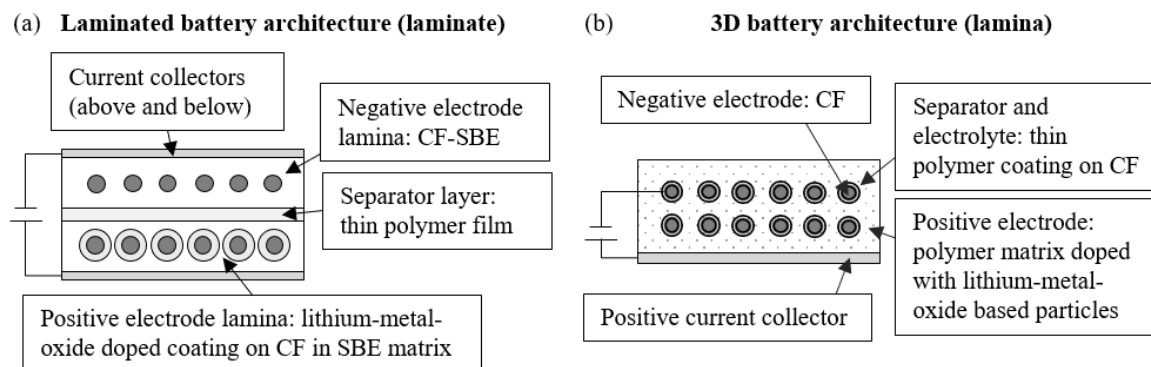 (a) Laminated battery architecture (laminate)
Current collectors
(above and below)
Negative electrode
lamina: CF-SBE
Separator layer:
thin polymer film
Positive electrode lamina: lithium-metal-
oxide doped coating on CF in SBE matrix
(b) 3D battery architecture (lamina)
Negative electrode: CF
Separator and
electrolyte: thin
polymer coating on CF
Positive electrode:
polymer matrix doped
with lithium-metal-
oxide based particles
Positive current collector